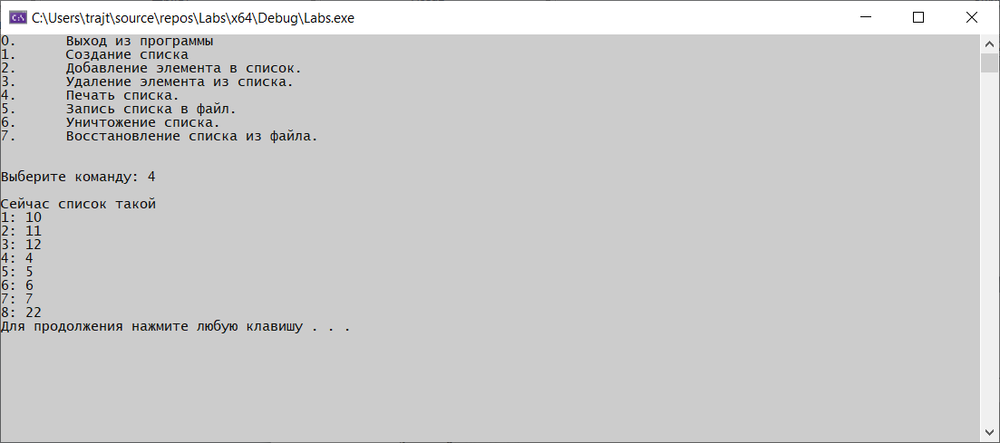 C:\Users\trajt\source\repos\Labs\x64\Debug\Labs.exe
0. Выход из программы
1. Создание списка
2. Добавление элемента в список.
3. Удаление элемента из списка.
4. Печать списка.
5. Запись списка в файл.
6. Уничтожение списка.
7. Восстановление списка из файла.
Выберите команду: 4
Сейчас список такой
1: 10
2: 11
3: 12
4: 4
5: 5
6: 6
7: 7
8: 22
Для продолжения нажмите любую клавишу . . .